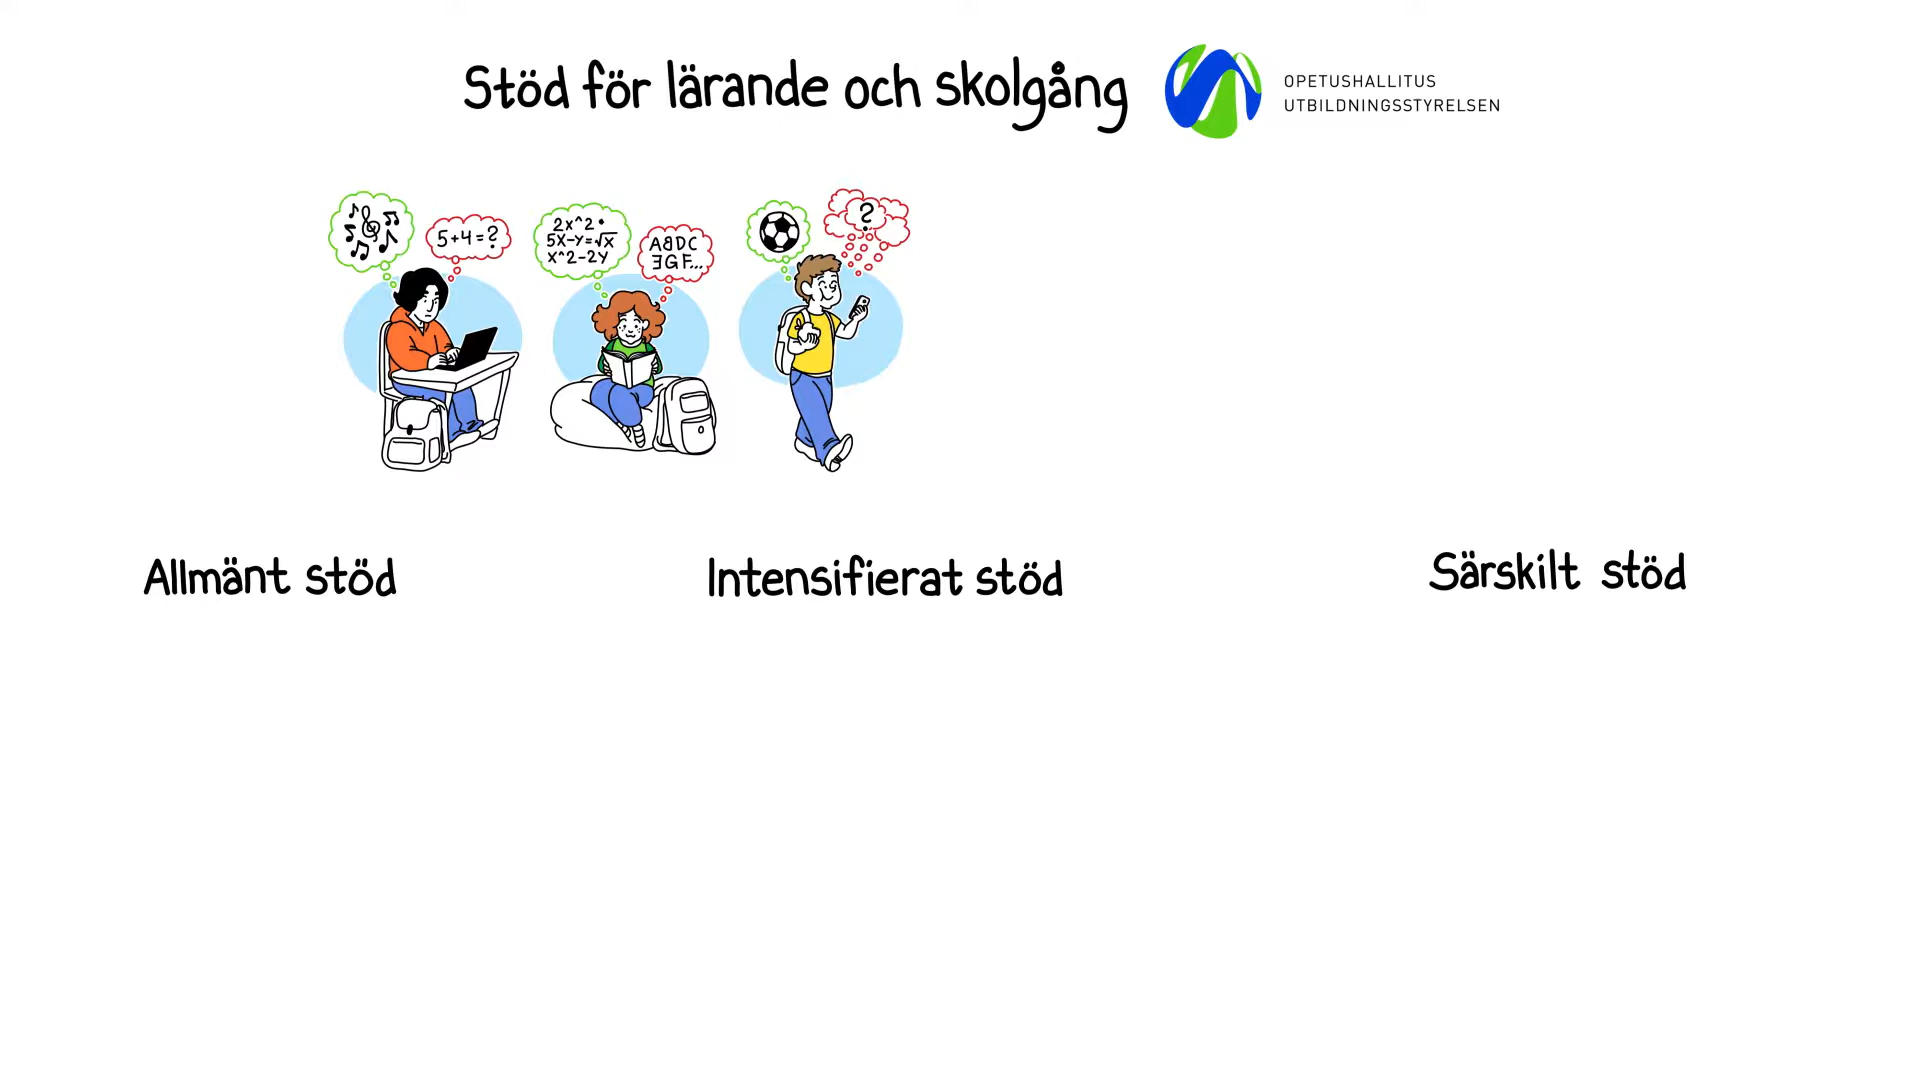 Stöd för lärande och skolgång
OPETUSHALLITUS
UTBILDNINGSSTYRELSEN
5+4=?
2x^2•
5x-y=√x
x^2-2y
ABDC
ƎGF...
?
Allmänt stöd
Intensifierat stöd
Särskilt stöd